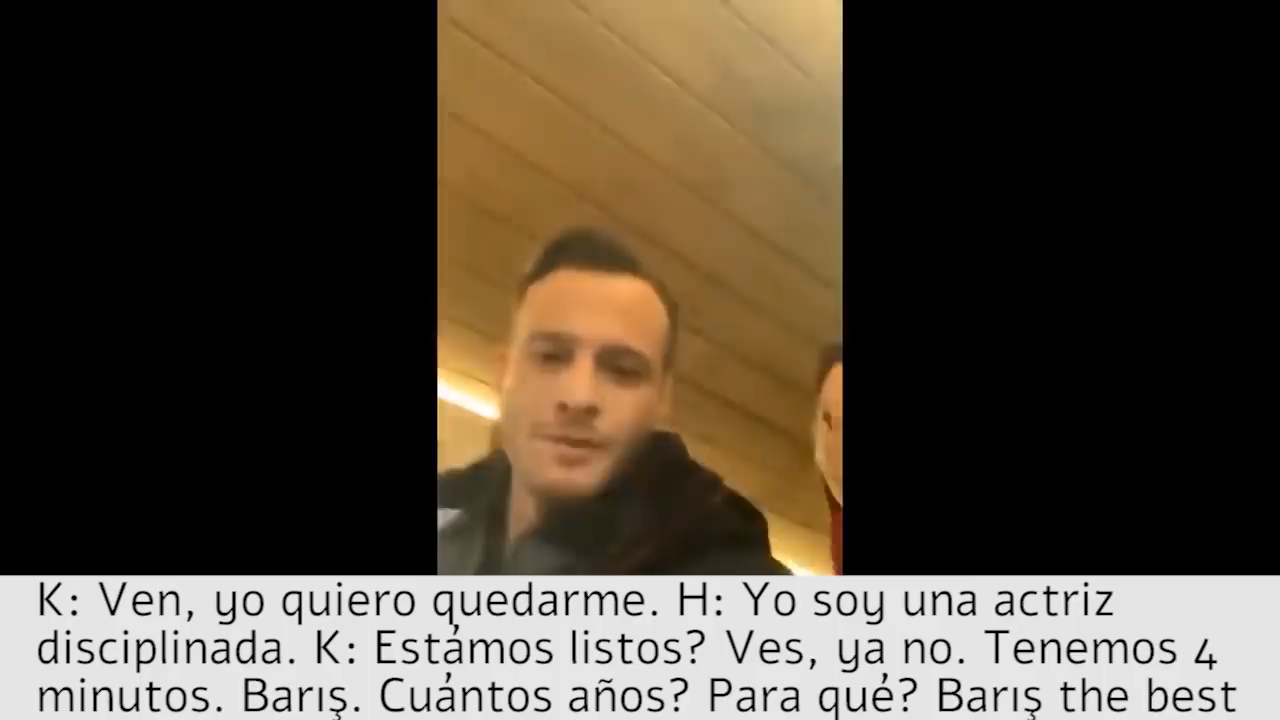 K: Ven, yo quiero quedarme. H: Yo soy una actriz
disciplinada. K: Estámos listos? Ves, ya no. Tenemos 4
minutos. Barış. Cuántos años? Para qué? Barış the best